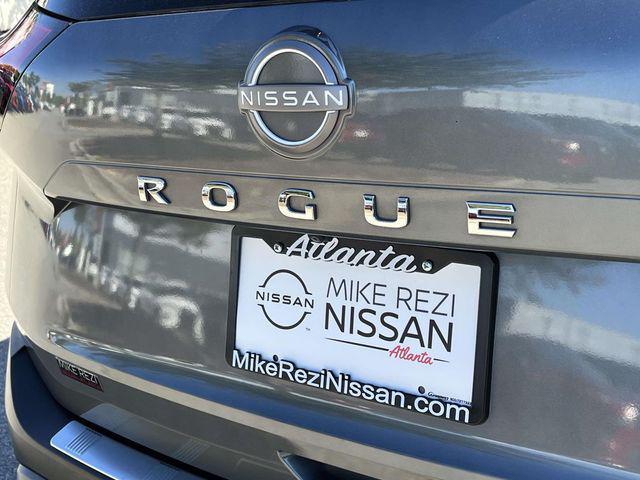 NISSAN
ROGUE
Atlanta
NISSAN
MIKE REZI
NISSAN
Atlanta
MikeReziNissan.com
MIKE REZI